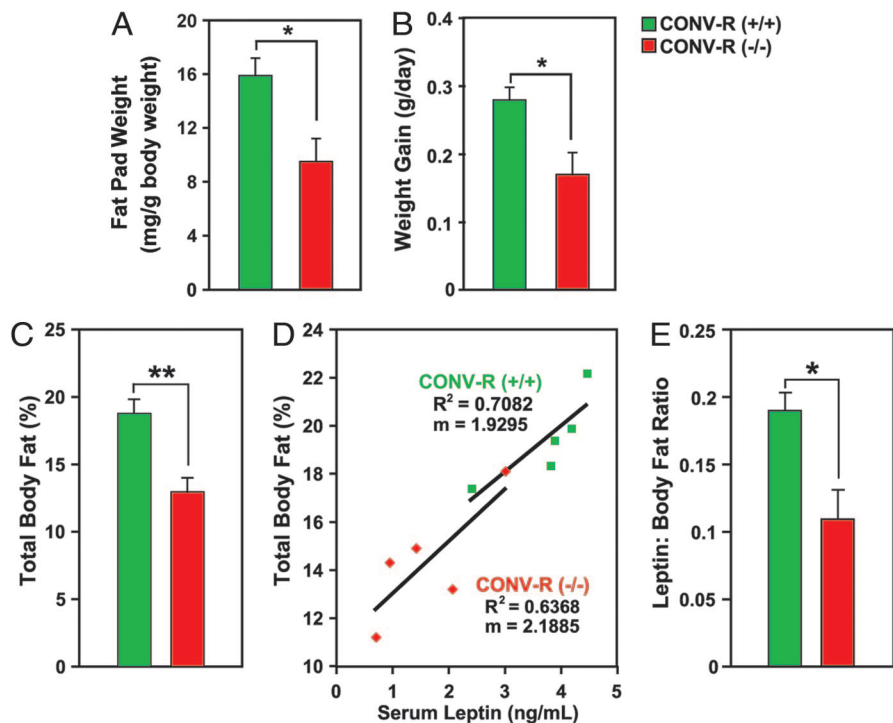 A
Fat Pad Weight
(mg/g body weight)
20
16
12
8
4
0
*
B
Weight Gain (g/day)
0.4
0.3
0.2
0.1
0
*
CONV-R (+/+)
CONV-R (-/-)
C
Total Body Fat (%)
25
20
15
10
5
0
**
D
Total Body Fat (%)
24
22
20
18
16
14
12
10
CONV-R (+/+)
R² = 0.7082
m = 1.9295
CONV-R (-/-)
R² = 0.6368
m = 2.1885
0 1 2 3 4 5
Serum Leptin (ng/mL)
E
Leptin: Body Fat Ratio
0.25
0.2
0.15
0.1
0.05
0
*